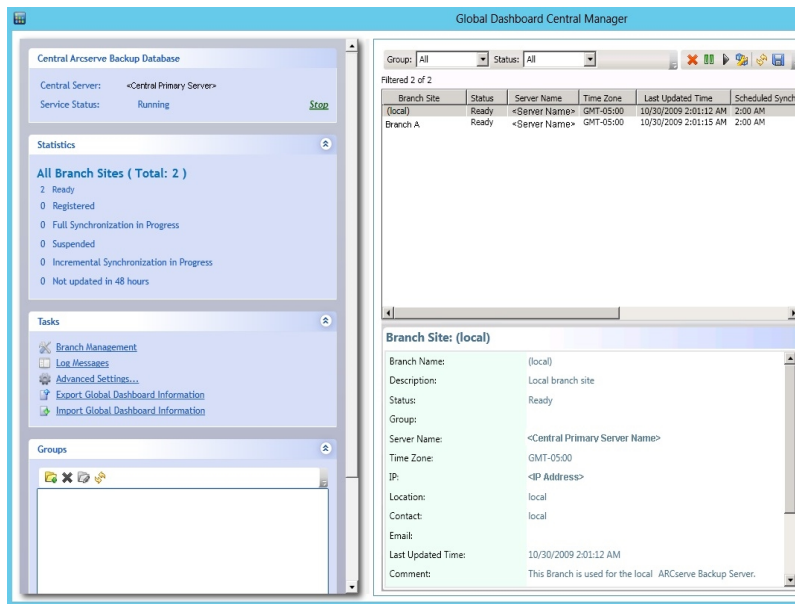 Global Dashboard Central Manager
Central Arcserve Backup Database
Central Server: <Central Primary Server>
Service Status: Running Stop
Statistics
All Branch Sites ( Total: 2 )
2 Ready
0 Registered
0 Full Synchronization in Progress
0 Suspended
0 Incremental Synchronization in Progress
0 Not updated in 48 hours
Tasks
Branch Management
Log Messages
Advanced Settings...
Export Global Dashboard Information
Import Global Dashboard Information
Groups
Group: All Status: All
Filtered 2 of 2
Branch Site Status Server Name Time Zone Last Updated Time Scheduled Synch
(local) Ready <Server Name> GMT-05:00 10/30/2009 2:01:12 AM 2:00 AM
Branch A Ready <Server Name> GMT-05:00 10/30/2009 2:01:15 AM 2:00 AM
Branch Site: (local)
Branch Name: (local)
Description: Local branch site
Status: Ready
Group:
Server Name: <Central Primary Server Name>
Time Zone: GMT-05:00
IP: <IP Address>
Location: local
Contact: local
Email:
Last Updated Time: 10/30/2009 2:01:12 AM
Comment: This Branch is used for the local ARCserve Backup Server.